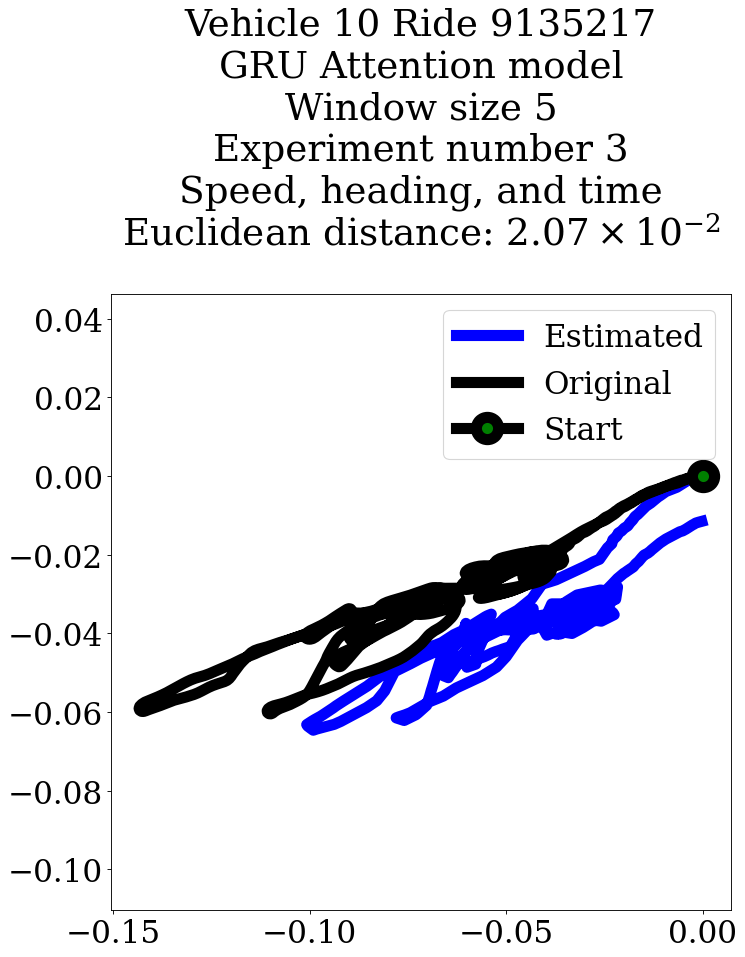 Vehicle 10 Ride 9135217
GRU Attention model
Window size 5
Experiment number 3
Speed, heading, and time
Euclidean distance: 2.07 × 10⁻²
0.04
0.02
0.00
−0.02
−0.04
−0.06
−0.08
−0.10
Estimated
Original
Start
−0.15 −0.10 −0.05 0.00